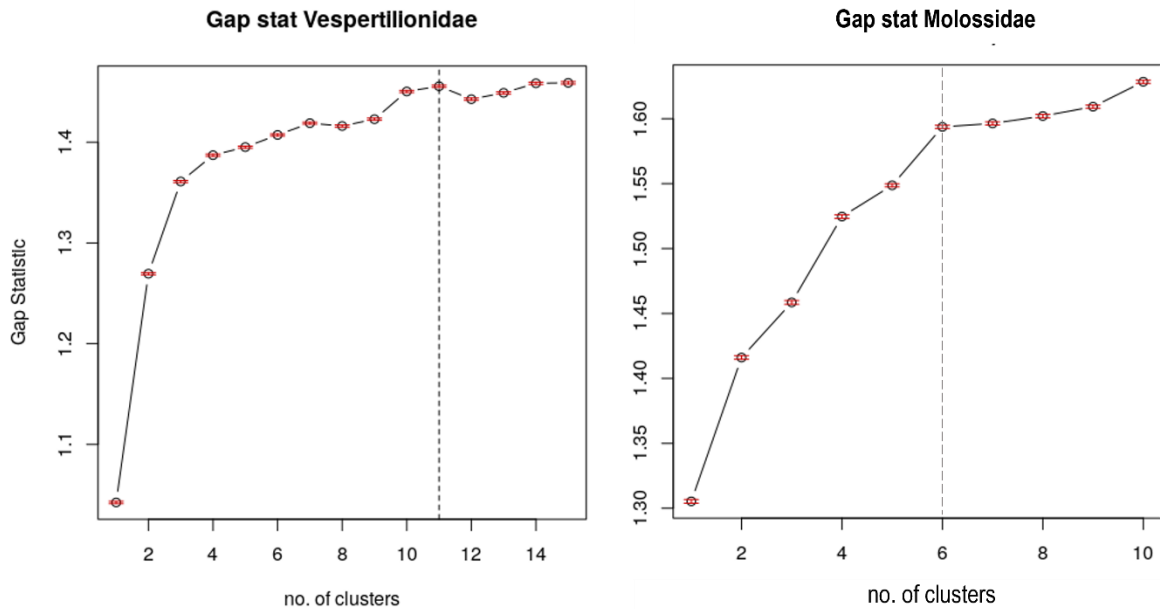 Gap stat Vespertilionidae
Gap Statistic
1.4
1.3
1.2
1.1
2 4 6 8 10 12 14
no. of clusters
Gap stat Molossidae
1.60
1.55
1.50
1.45
1.40
1.35
1.30
2 4 6 8 10
no. of clusters